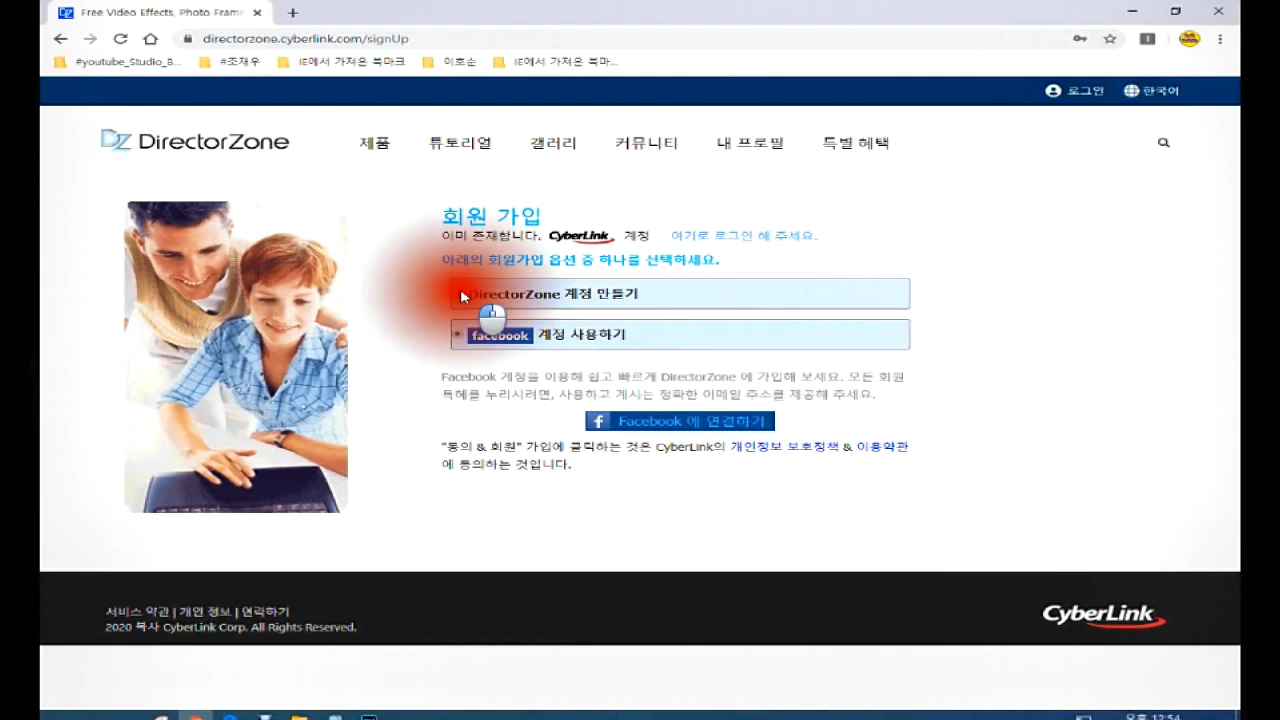 Free Video Effects, Photo Fram
directorzone.cyberlink.com/signUp
#youtube_Studio_B... #조재우 IE에서 가져온 북마크 이호순 IE에서 가져온 북마...
로그인 한국어
DZ DirectorZone 제품 튜토리얼 갤러리 커뮤니티 내 프로필 특별 혜택
회원 가입
이미 존재합니다. CyberLink 계정 여기로 로그인 해 주세요.
아래의 회원가입 옵션 중 하나를 선택하세요.
DirectorZone 계정 만들기
facebook 계정 사용하기
Facebook 계정을 이용해 쉽고 빠르게 DirectorZone 에 가입해 보세요. 모든 회원
특혜를 누리시려면, 사용하고 계시는 정확한 이메일 주소를 제공해 주세요.
f Facebook 에 연결하기
"동의 & 회원" 가입에 클릭하는 것은 CyberLink의 개인정보 보호정책 & 이용약관
에 동의하는 것입니다.
서비스 약관 | 개인 정보 | 연락하기
2020 복사 CyberLink Corp. All Rights Reserved.
CyberLink
오후 12:54